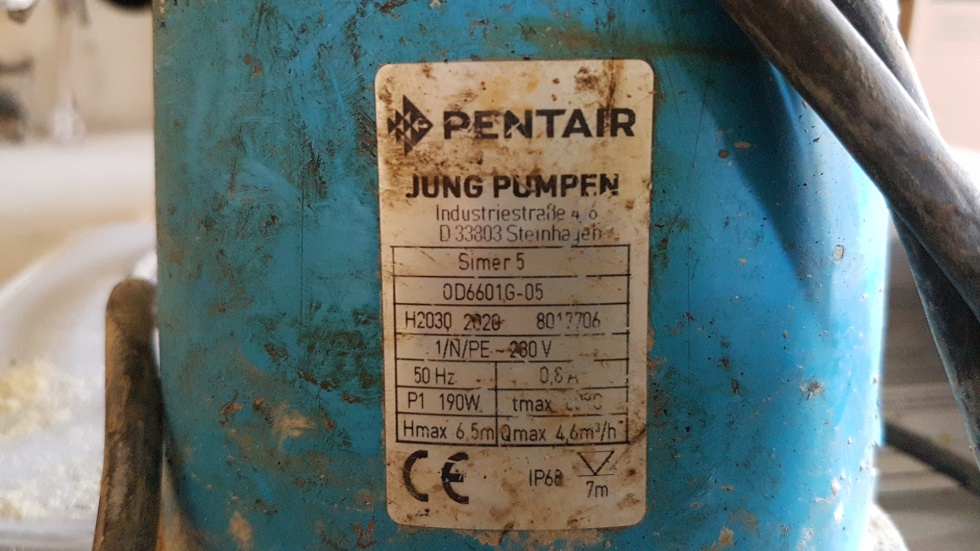 PENTAIR
JUNG PUMPEN
Industriestraße 4, 6
D 33803 Steinhagen
Simer 5
OD6601G-05
H2030 2020
1/N/PE ~ 230 V
50 Hz 0,8 A
P1 190W tmax
Hmax 6,5m Qmax 4,6m³/h
CE IP68
7m